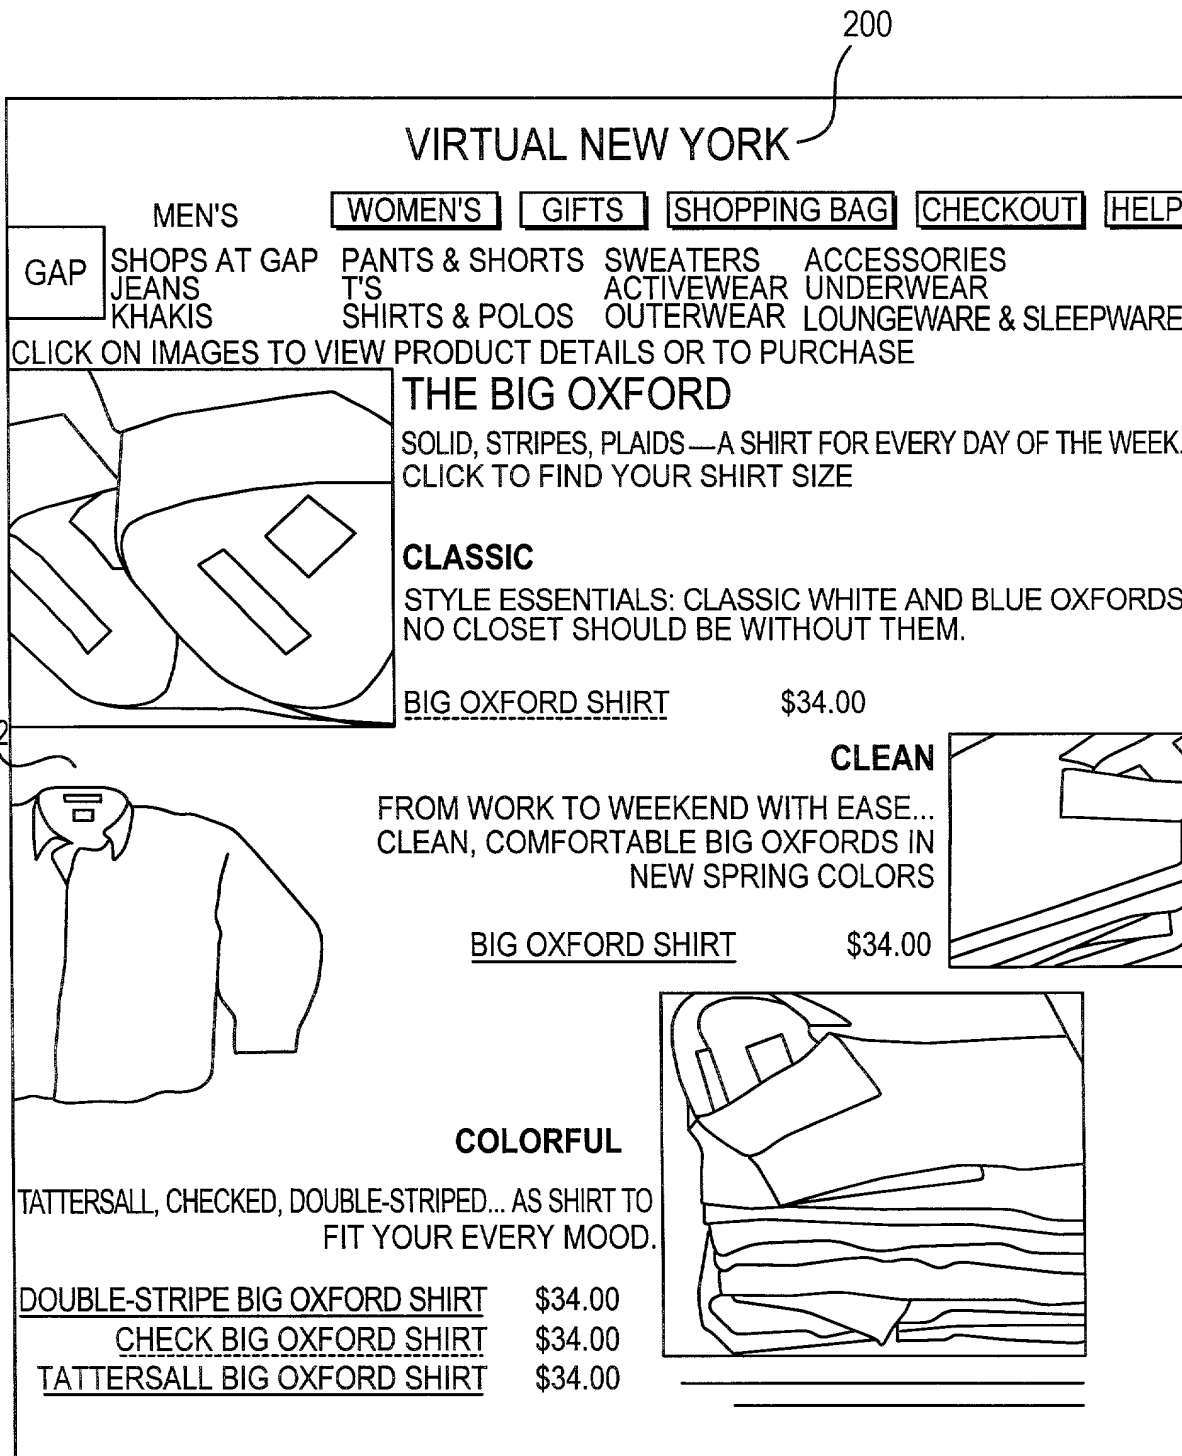 200
VIRTUAL NEW YORK
MEN'S WOMEN'S GIFTS SHOPPING BAG CHECKOUT HELP
GAP
SHOPS AT GAP PANTS & SHORTS SWEATERS ACCESSORIES
JEANS T'S ACTIVEWEAR UNDERWEAR
KHAKIS SHIRTS & POLOS OUTERWEAR LOUNGEWARE & SLEEPWARE
CLICK ON IMAGES TO VIEW PRODUCT DETAILS OR TO PURCHASE
THE BIG OXFORD
SOLID, STRIPES, PLAIDS—A SHIRT FOR EVERY DAY OF THE WEEK.
CLICK TO FIND YOUR SHIRT SIZE
CLASSIC
STYLE ESSENTIALS: CLASSIC WHITE AND BLUE OXFORDS
NO CLOSET SHOULD BE WITHOUT THEM.
BIG OXFORD SHIRT $34.00
2
CLEAN
FROM WORK TO WEEKEND WITH EASE...
CLEAN, COMFORTABLE BIG OXFORDS IN
NEW SPRING COLORS
BIG OXFORD SHIRT $34.00
COLORFUL
TATTERSALL, CHECKED, DOUBLE-STRIPED... AS SHIRT TO
FIT YOUR EVERY MOOD.
DOUBLE-STRIPE BIG OXFORD SHIRT $34.00
CHECK BIG OXFORD SHIRT $34.00
TATTERSALL BIG OXFORD SHIRT $34.00